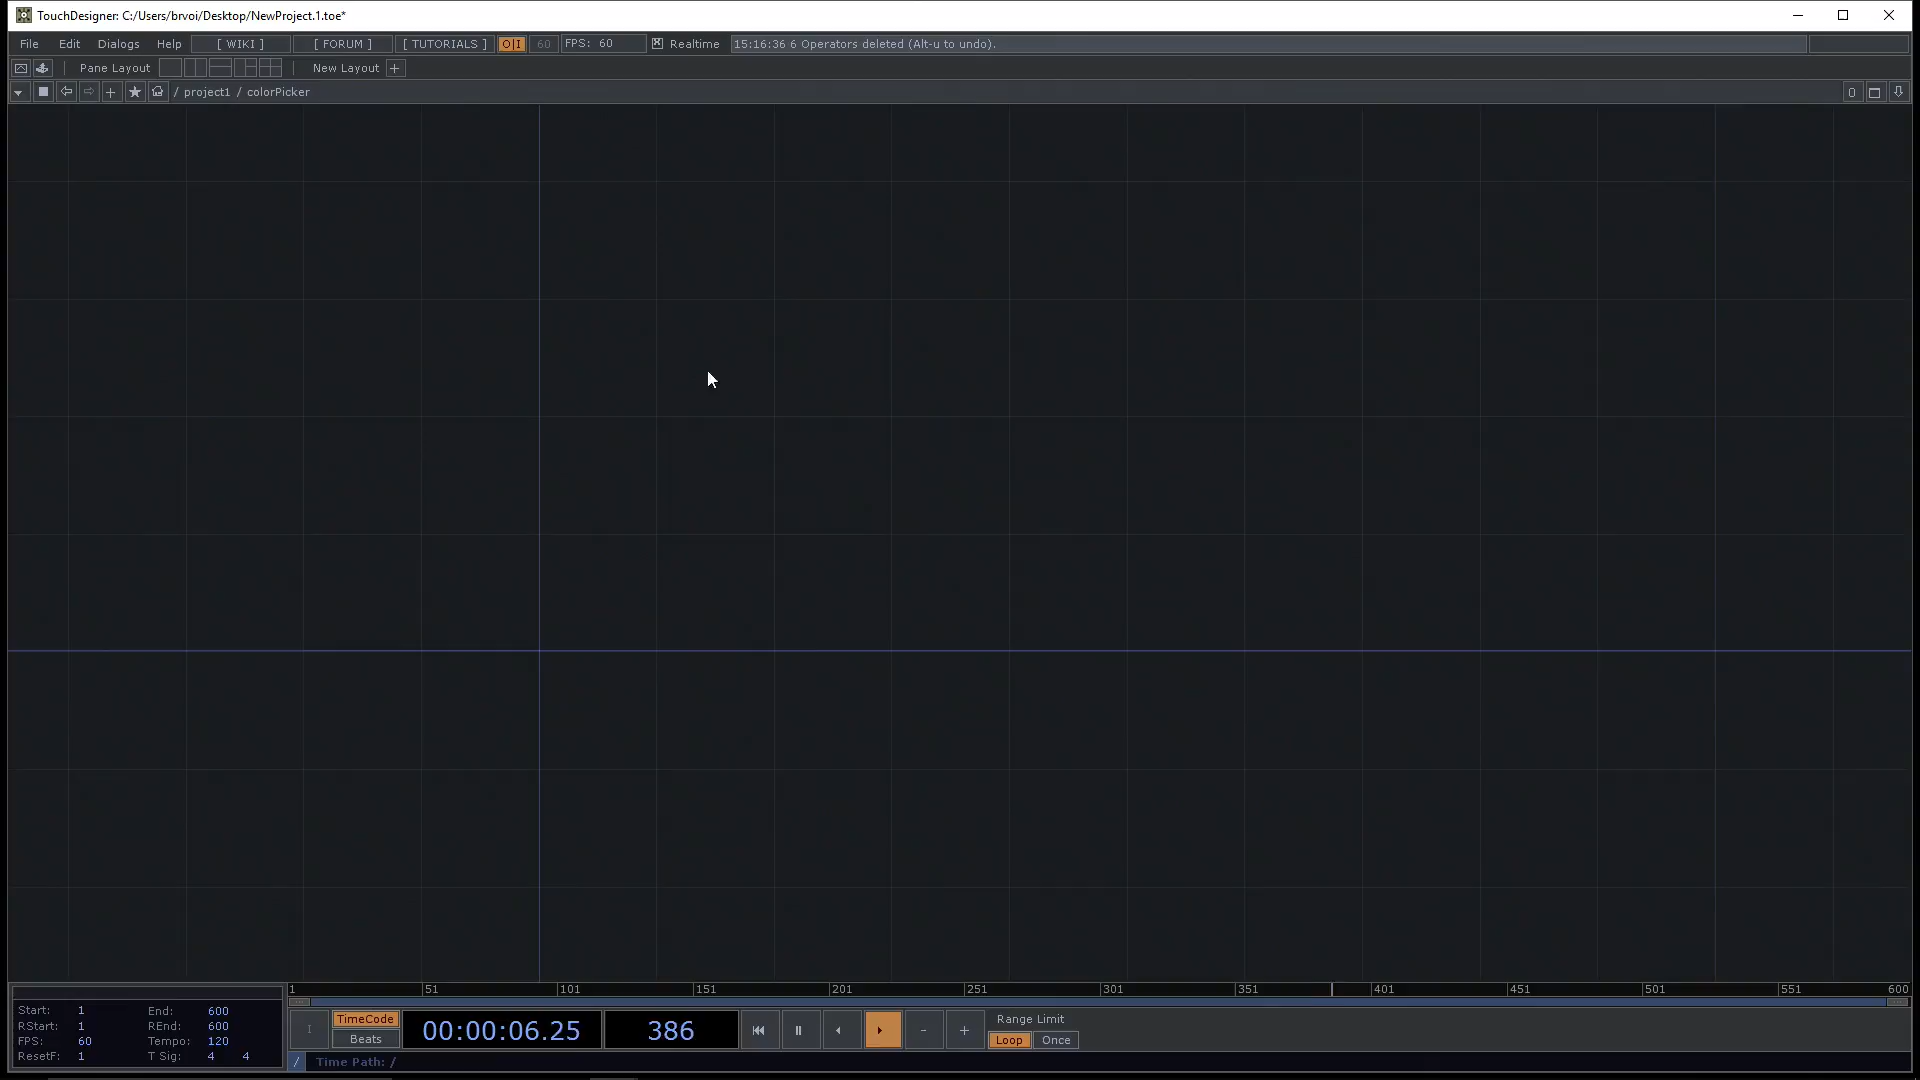 TouchDesigner: C:/Users/brvoi/Desktop/NewProject.1.toe*
File Edit Dialogs Help [ WIKI ] [ FORUM ] [ TUTORIALS ] O|I 60 FPS: 60 Realtime 15:16:36 6 Operators deleted (Alt-u to undo).
Pane Layout New Layout +
/ project1 / colorPicker 0
1 51 101 151 201 251 301 351 401 451 501 551 600
Start: 1 End: 600
RStart: 1 REnd: 600
FPS: 60 Tempo: 120
ResetF: 1 T Sig: 4 4
I TimeCode Beats 00:00:06.25 386 - + Range Limit
Loop Once
/ Time Path: /